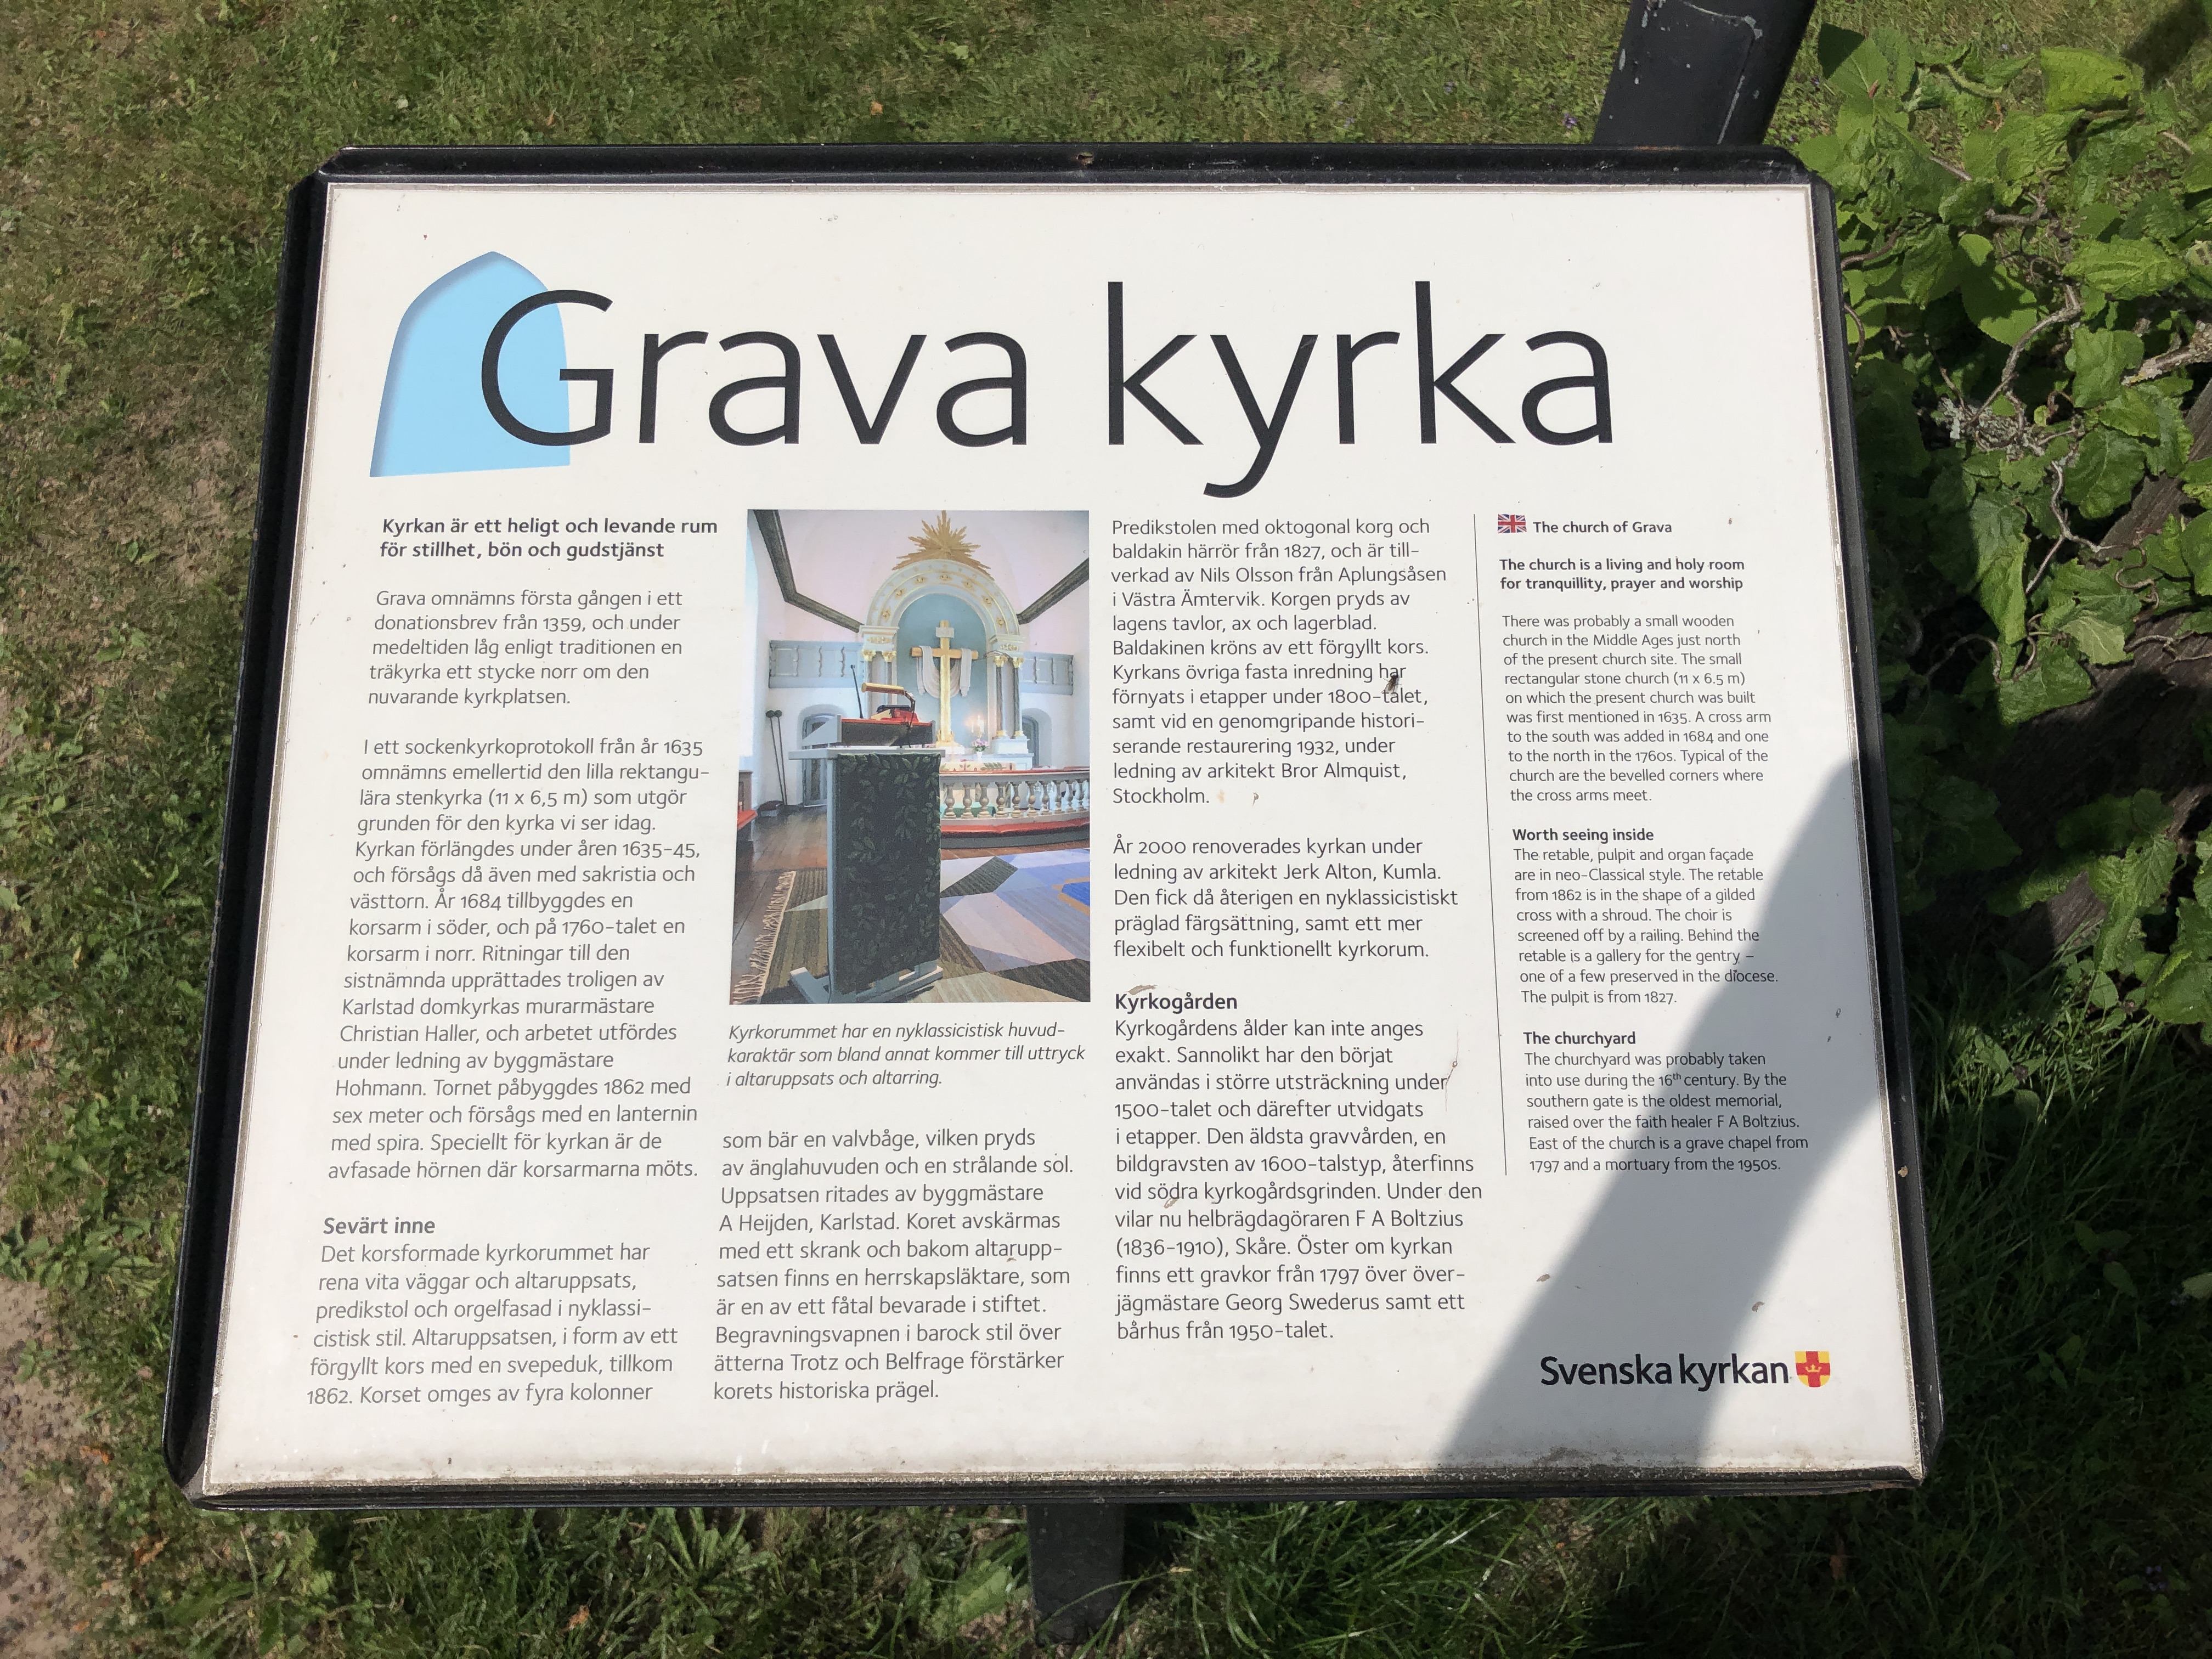 Grava kyrka
Kyrkan är ett heligt och levande rum
för stillhet, bön och gudstjänst
Grava omnämns första gången i ett
donationsbrev från 1359, och under
medeltiden låg enligt traditionen en
träkyrka ett stycke norr om den
nuvarande kyrkplatsen.
I ett sockenkyrkoprotokoll från år 1635
omnämns emellertid den lilla rektangu-
lära stenkyrka (11 x 6,5 m) som utgör
grunden för den kyrka vi ser idag.
Kyrkan förlängdes under åren 1635-45,
och försågs då även med sakristia och
västtorn. År 1684 tillbyggdes en
korsarm i söder, och på 1760-talet en
korsarm i norr. Ritningar till den
sistnämnda upprättades troligen av
Karlstad domkyrkas murarmästare
Christian Haller, och arbetet utfördes
under ledning av byggmästare
Hohmann. Tornet påbyggdes 1862 med
sex meter och försågs med en lanternin
med spira. Speciellt för kyrkan är de
avfasade hörnen där korsarmarna möts.
Sevärt inne
Det korsformade kyrkorummet har
rena vita väggar och altaruppsats,
predikstol och orgelfasad i nyklassi-
cistisk stil. Altaruppsatsen, i form av ett
förgyllt kors med en svepeduk, tillkom
1862. Korset omges av fyra kolonner
Kyrkorummet har en nyklassicistisk huvud-
karaktär som bland annat kommer till uttryck
i altaruppsats och altarring.
som bär en valvbåge, vilken pryds
av änglahuvuden och en strålande sol.
Uppsatsen ritades av byggmästare
A Heijden, Karlstad. Koret avskärmas
med ett skrank och bakom altarupp-
satsen finns en herrskapsläktare, som
är en av ett fåtal bevarade i stiftet.
Begravningsvapnen i barock stil över
ätterna Trotz och Belfrage förstärker
korets historiska prägel.
Predikstolen med oktogonal korg och
baldakin härrör från 1827, och är till-
verkad av Nils Olsson från Aplungsåsen
i Västra Ämtervik. Korgen pryds av
lagens tavlor, ax och lagerblad.
Baldakinen kröns av ett förgyllt kors.
Kyrkans övriga fasta inredning har
förnyats i etapper under 1800-talet,
samt vid en genomgripande histori-
serande restaurering 1932, under
ledning av arkitekt Bror Almquist,
Stockholm.
År 2000 renoverades kyrkan under
ledning av arkitekt Jerk Alton, Kumla.
Den fick då återigen en nyklassicistiskt
präglad färgsättning, samt ett mer
flexibelt och funktionellt kyrkorum.
Kyrkogården
Kyrkogårdens ålder kan inte anges
exakt. Sannolikt har den börjat
användas i större utsträckning under
1500-talet och därefter utvidgats
i etapper. Den äldsta gravvården, en
bildgravsten av 1600-talstyp, återfinns
vid södra kyrkogårdsgrinden. Under den
vilar nu helbrägdagöraren F A Boltzius
(1836-1910), Skåre. Öster om kyrkan
finns ett gravkor från 1797 över över-
jägmästare Georg Swederus samt ett
bårhus från 1950-talet.
The church of Grava
The church is a living and holy room
for tranquillity, prayer and worship
There was probably a small wooden
church in the Middle Ages just north
of the present church site. The small
rectangular stone church (11 x 6.5 m)
on which the present church was built
was first mentioned in 1635. A cross arm
to the south was added in 1684 and one
to the north in the 1760s. Typical of the
church are the bevelled corners where
the cross arms meet.
Worth seeing inside
The retable, pulpit and organ façade
are in neo-Classical style. The retable
from 1862 is in the shape of a gilded
cross with a shroud. The choir is
screened off by a railing. Behind the
retable is a gallery for the gentry –
one of a few preserved in the diocese.
The pulpit is from 1827.
The churchyard
The churchyard was probably taken
into use during the 16th century. By the
southern gate is the oldest memorial,
raised over the faith healer F A Boltzius.
East of the church is a grave chapel from
1797 and a mortuary from the 1950s.
Svenska kyrkan